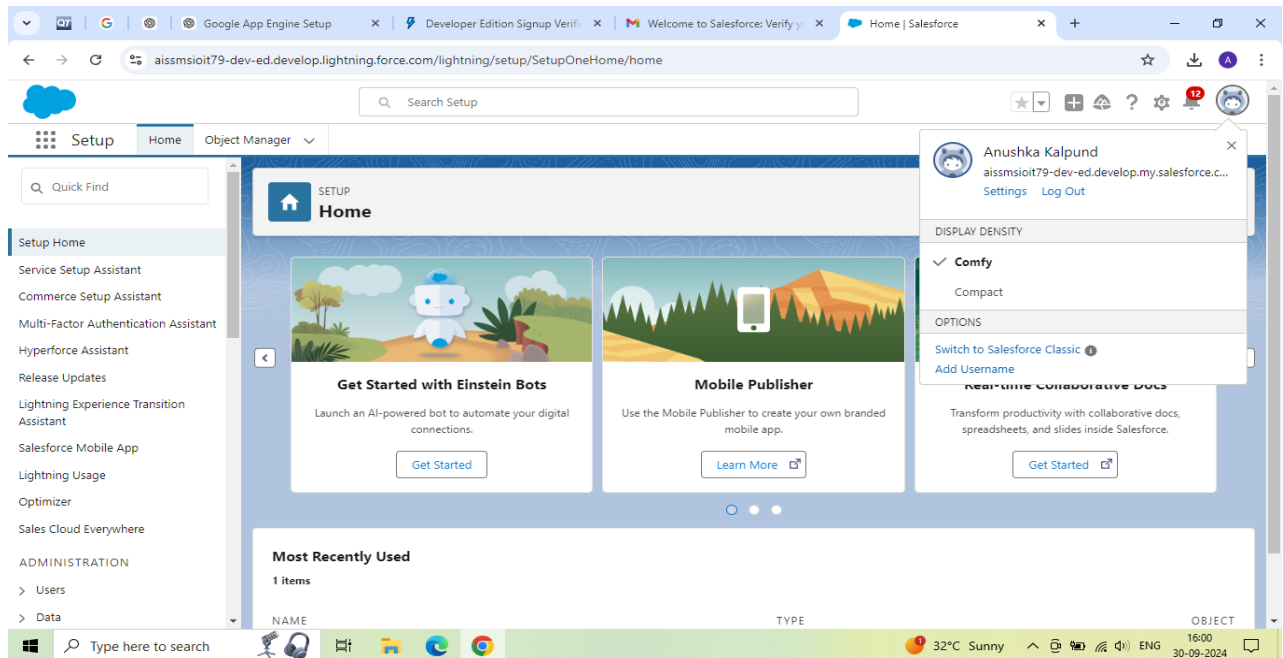 Google App Engine Setup
Developer Edition Signup Verific
Welcome to Salesforce: Verify y
Home | Salesforce
aissmsioit79-dev-ed.develop.lightning.force.com/lightning/setup/SetupOneHome/home
A
Search Setup
12
Setup
Home
Object Manager
Quick Find
Setup Home
Service Setup Assistant
Commerce Setup Assistant
Multi-Factor Authentication Assistant
Hyperforce Assistant
Release Updates
Lightning Experience Transition
Assistant
Salesforce Mobile App
Lightning Usage
Optimizer
Sales Cloud Everywhere
ADMINISTRATION
Users
Data
SETUP
Home
Get Started with Einstein Bots
Launch an AI-powered bot to automate your digital
connections.
Get Started
Mobile Publisher
Use the Mobile Publisher to create your own branded
mobile app.
Learn More
Real-time Collaborative Docs
Transform productivity with collaborative docs,
spreadsheets, and slides inside Salesforce.
Get Started
Anushka Kalpund
aissmsioit79-dev-ed.develop.my.salesforce.c...
Settings Log Out
DISPLAY DENSITY
Comfy
Compact
OPTIONS
Switch to Salesforce Classic
Add Username
Most Recently Used
1 items
NAME TYPE OBJECT
Type here to search
32°C Sunny
ENG
16:00
30-09-2024